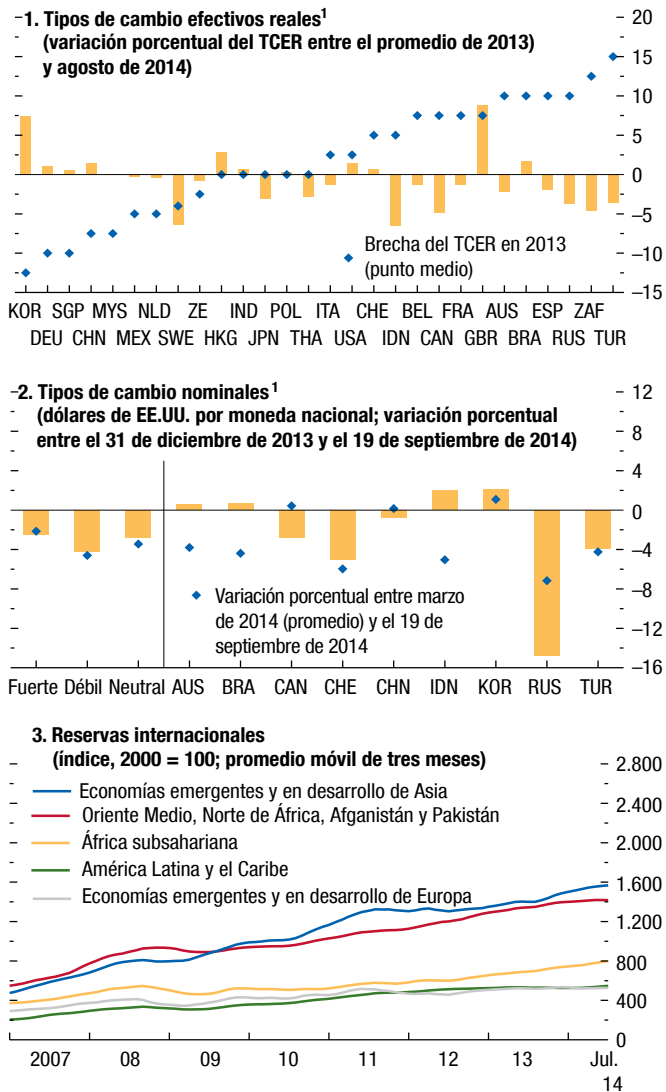 1. Tipos de cambio efectivos reales¹
(variación porcentual del TCER entre el promedio de 2013)
y agosto de 2014)
20
15
10
5
0
–5
–10
–15
Brecha del TCER en 2013
(punto medio)
KOR SGP MYS NLD ZE IND POL ITA CHE BEL FRA AUS ESP ZAF
DEU CHN MEX SWE HKG JPN THA USA IDN CAN GBR BRA RUS TUR
2. Tipos de cambio nominales¹
(dólares de EE.UU. por moneda nacional; variación porcentual
entre el 31 de diciembre de 2013 y el 19 de septiembre de 2014)
12
8
4
0
–4
–8
–12
–16
Variación porcentual entre marzo
de 2014 (promedio) y el 19 de
septiembre de 2014
Fuerte Débil Neutral AUS BRA CAN CHE CHN IDN KOR RUS TUR
3. Reservas internacionales
(índice, 2000 = 100; promedio móvil de tres meses)
2.800
2.400
2.000
1.600
1.200
800
400
0
Economías emergentes y en desarrollo de Asia
Oriente Medio, Norte de África, Afganistán y Pakistán
África subsahariana
América Latina y el Caribe
Economías emergentes y en desarrollo de Europa
2007 08 09 10 11 12 13 Jul.
14